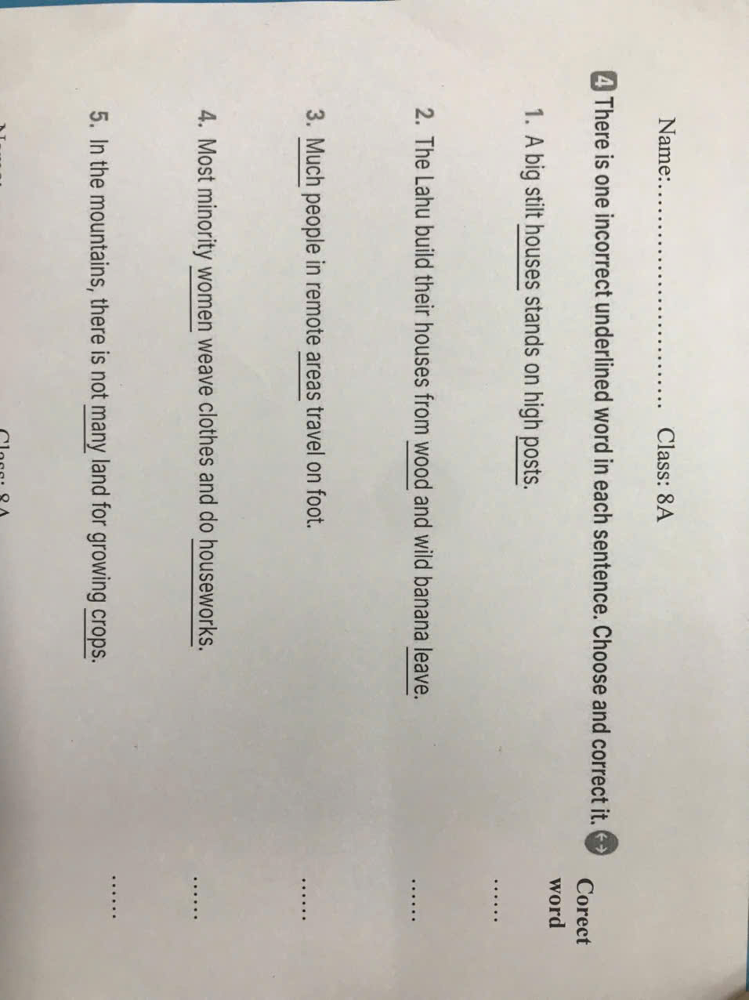 Name:.............................. Class: 8A
4 There is one incorrect underlined word in each sentence. Choose and correct it.
Corect
word
1. A big stilt houses stands on high posts. ......
2. The Lahu build their houses from wood and wild banana leave. ......
3. Much people in remote areas travel on foot. ......
4. Most minority women weave clothes and do houseworks. ......
5. In the mountains, there is not many land for growing crops. ......
Class: 8A